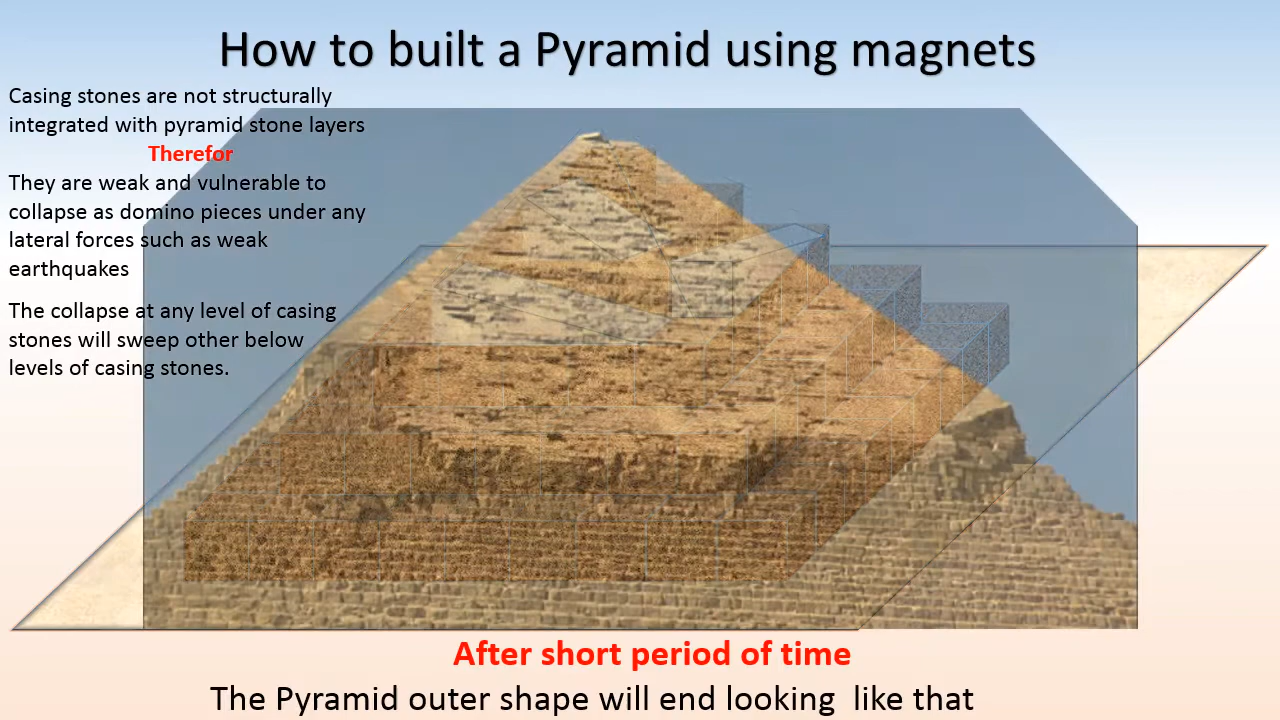 How to built a Pyramid using magnets
Casing stones are not structurally
integrated with pyramid stone layers
Therefor
They are weak and vulnerable to
collapse as domino pieces under any
lateral forces such as weak
earthquakes
The collapse at any level of casing
stones will sweep other below
levels of casing stones.
After short period of time
The Pyramid outer shape will end looking  like that